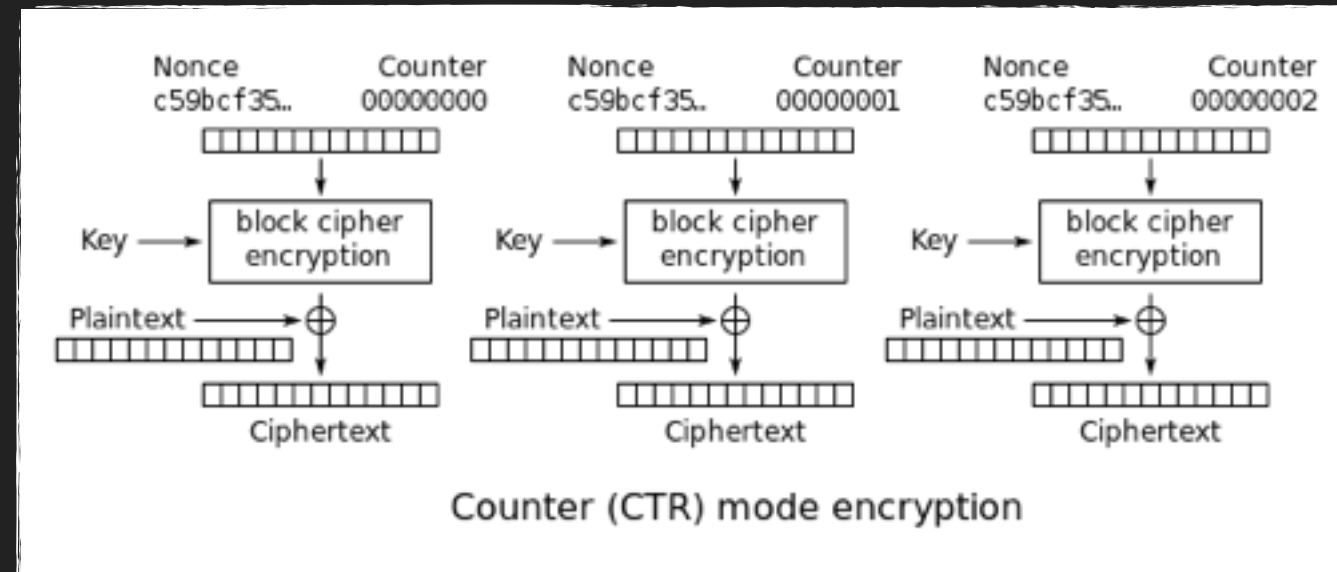 Nonce Counter Nonce Counter Nonce Counter
c59bcf35.. 00000000 c59bcf35.. 00000001 c59bcf35.. 00000002
block cipher block cipher block cipher
Key encryption Key encryption Key encryption
Plaintext Plaintext Plaintext
Ciphertext Ciphertext Ciphertext
Counter (CTR) mode encryption